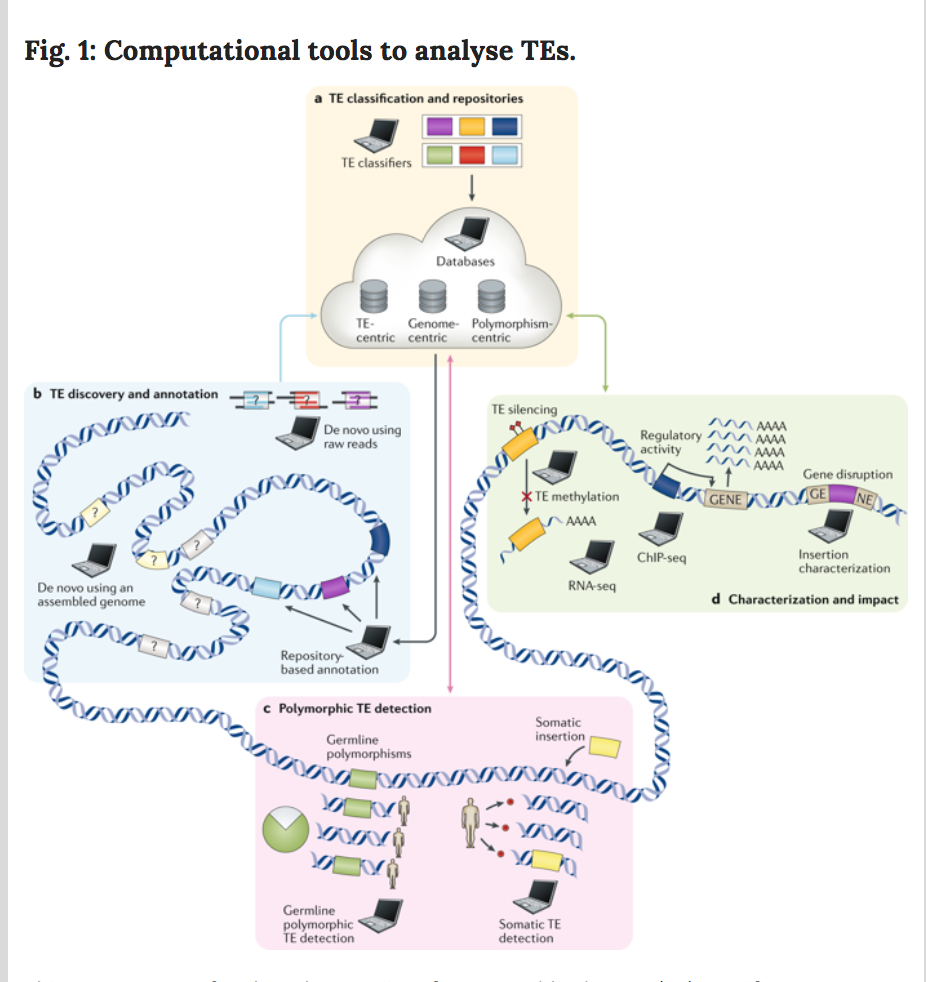 Fig. 1: Computational tools to analyse TEs.
a TE classification and repositories
TE classifiers
Databases
TE-
centric
Genome-
centric
Polymorphism-
centric
b TE discovery and annotation
? ? ?
De novo using
raw reads
?
?
?
De novo using an
assembled genome
?
?
Repository-
based annotation
TE silencing
Regulatory
activity
AAAA
AAAA
AAAA
AAAA
Gene disruption
GENE
GE
NE
TE methylation
AAAA
ChIP-seq
RNA-seq
Insertion
characterization
d Characterization and impact
c Polymorphic TE detection
Germline
polymorphisms
Somatic
insertion
Germline
polymorphic
TE detection
Somatic TE
detection